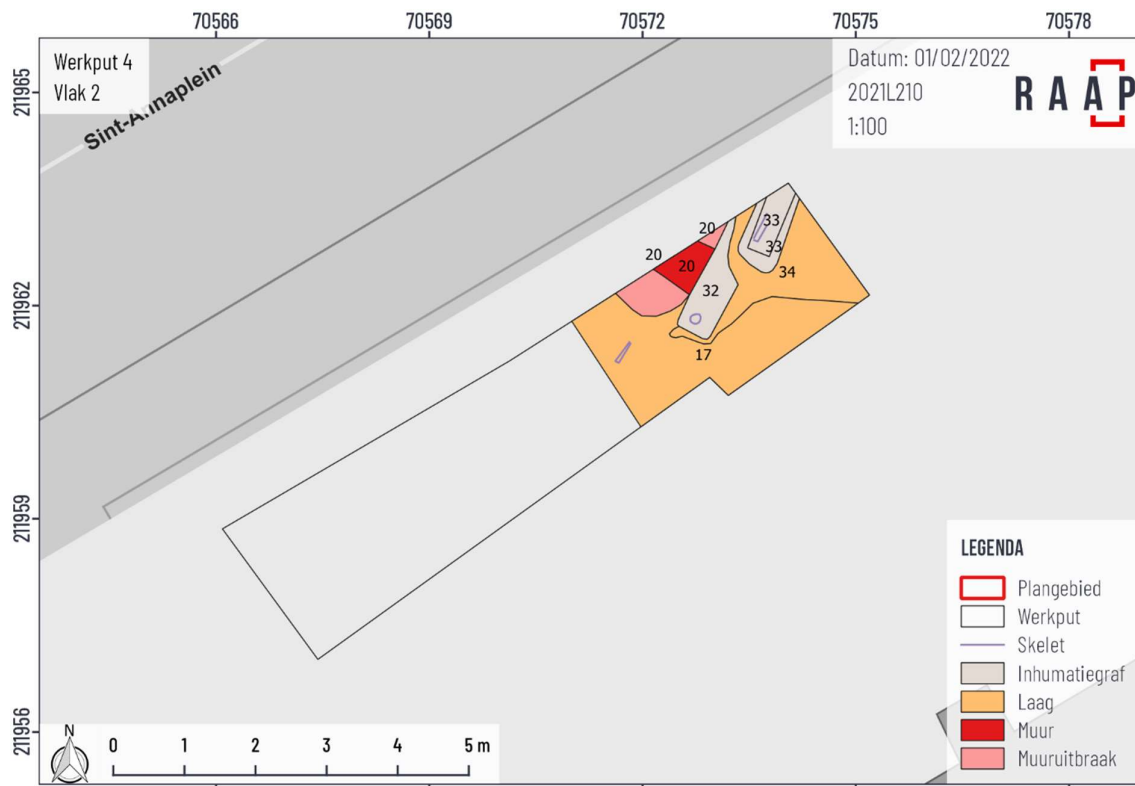 70566 70569 70572 70575 70578
Werkput 4
Vlak 2
Datum: 01/02/2022
2021L210
1:100
RAAP
Sint-Annaplein
211965
211962
211959
211956
20
20
20
33
33
34
32
17
LEGENDA
Plangebied
Werkput
Skelet
Inhumatiegraf
Laag
Muur
Muuruitbraak
N
0 1 2 3 4 5 m